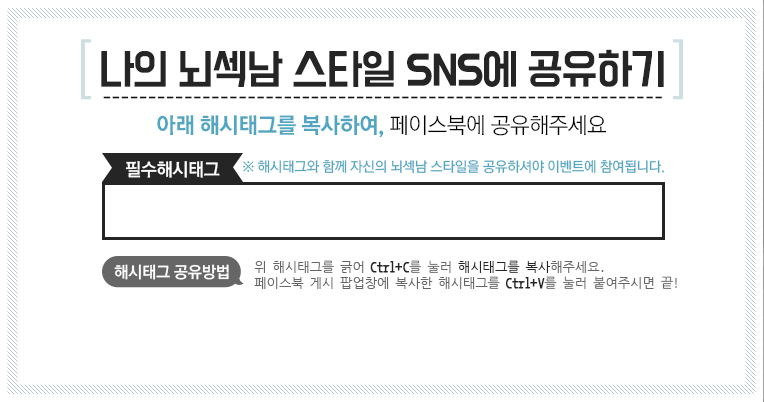 나의 뇌섹남 스타일 SNS에 공유하기
아래 해시태그를 복사하여, 페이스북에 공유해주세요
필수해시태그 ※ 해시태그와 함께 자신의 뇌섹남 스타일을 공유하셔야 이벤트에 참여됩니다.
해시태그 공유방법 위 해시태그를 긁어 Ctrl+C를 눌러 해시태그를 복사해주세요.
페이스북 게시 팝업창에 복사한 해시태그를 Ctrl+V를 눌러 붙여주시면 끝!